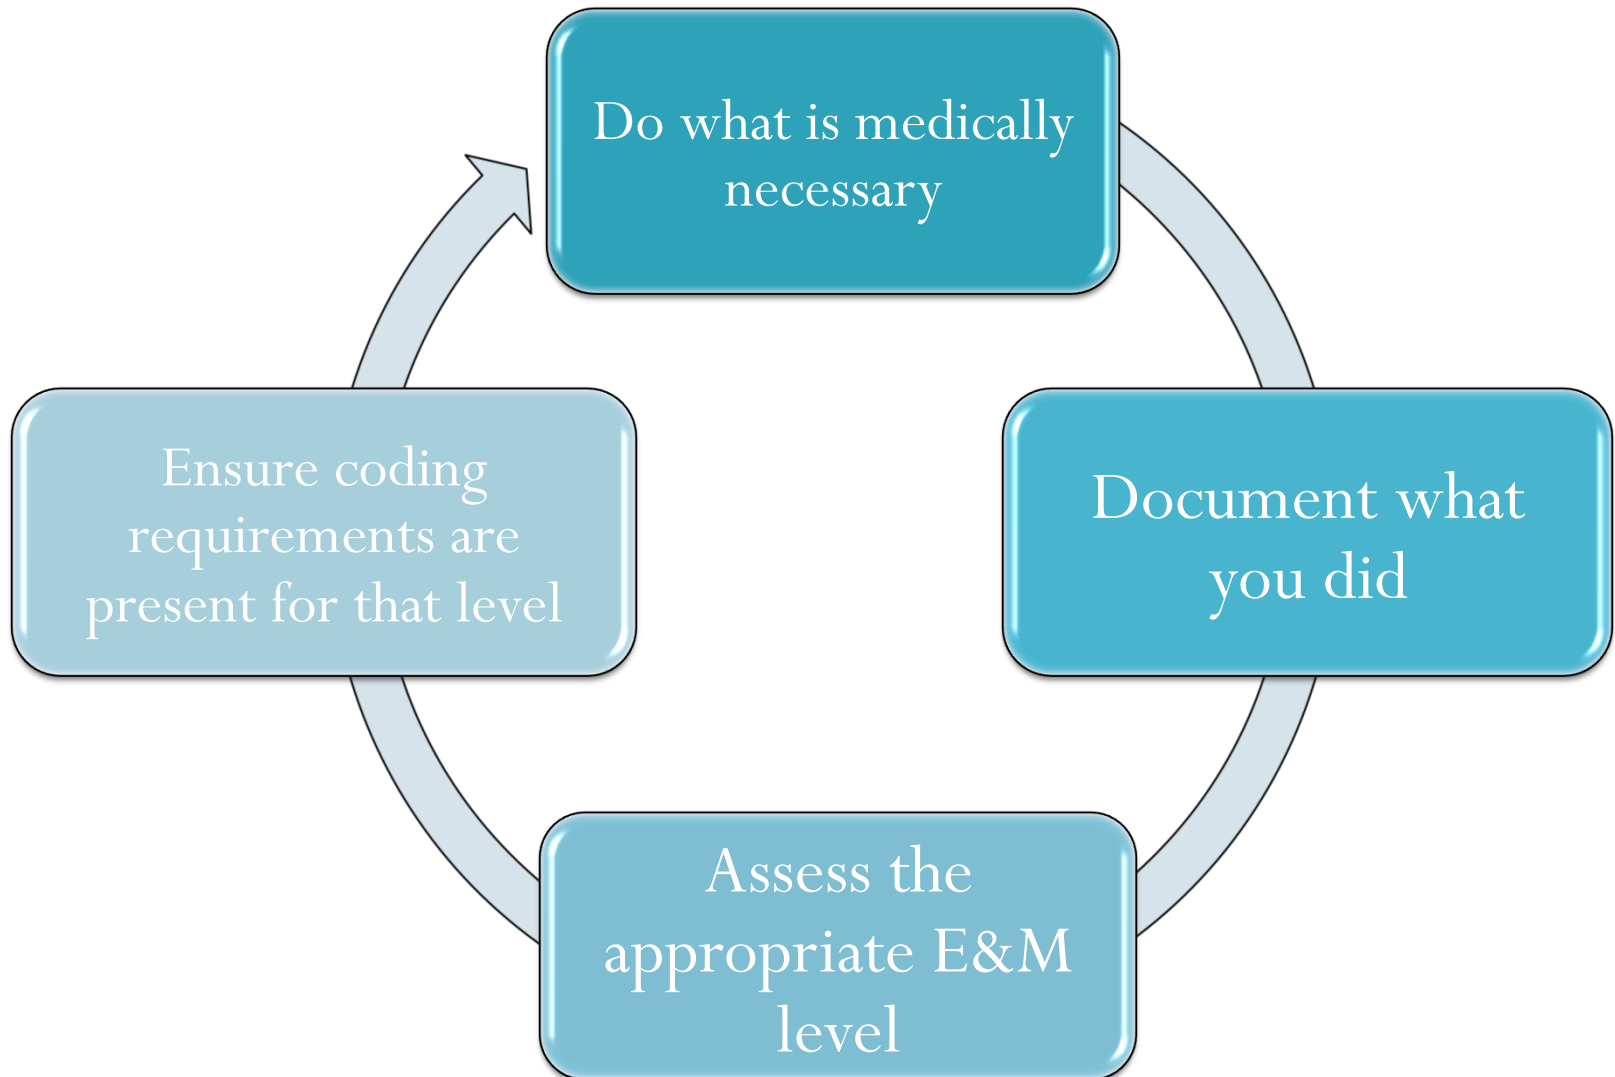 Do what is medically
necessary
Document what
you did
Assess the
appropriate E&M
level
Ensure coding
requirements are
present for that level